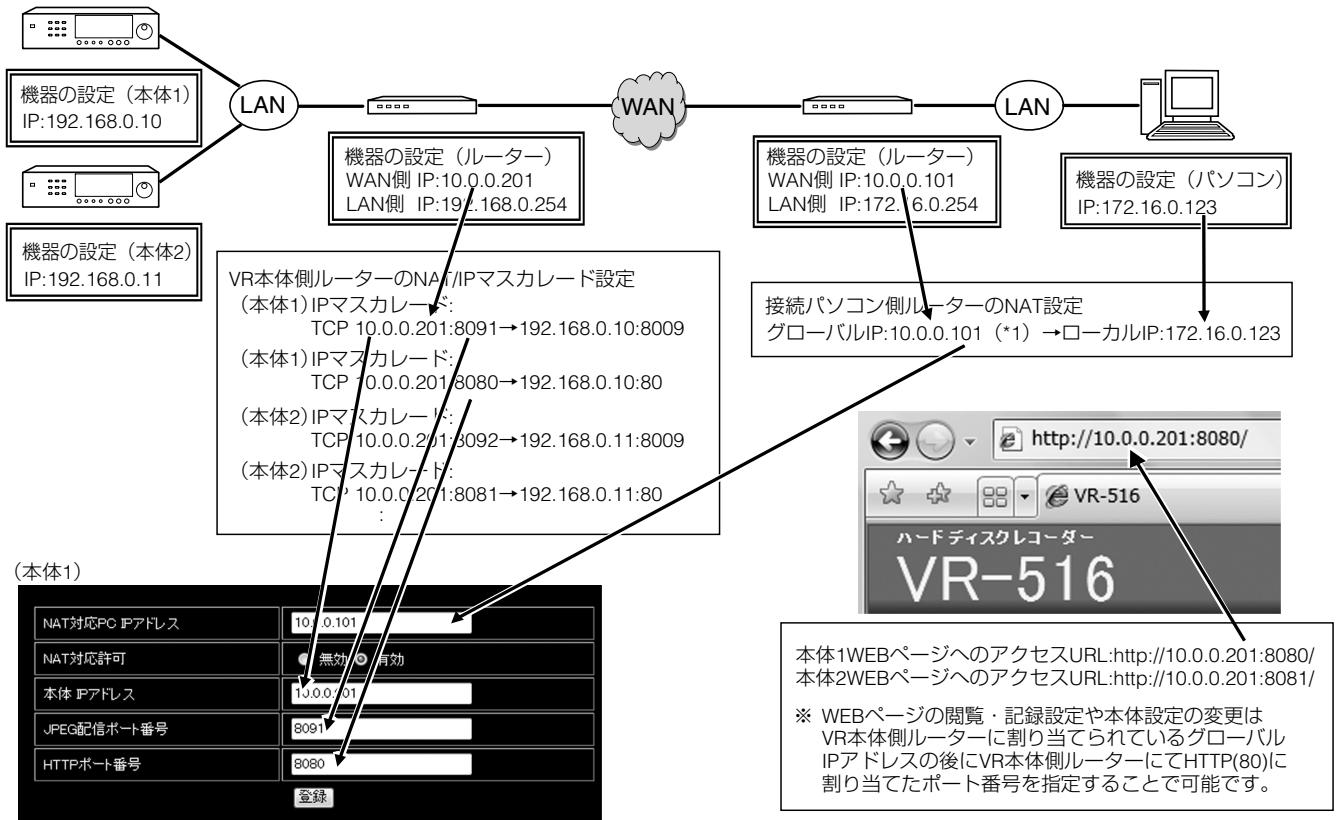 機器の設定（本体1）
IP:192.168.0.10
LAN
機器の設定（本体2）
IP:192.168.0.11
機器の設定（ルーター）
WAN側 IP:10.0.0.201
LAN側 IP:192.168.0.254
WAN
機器の設定（ルーター）
WAN側 IP:10.0.0.101
LAN側 IP:172.16.0.254
LAN
機器の設定（パソコン）
IP:172.16.0.123
VR本体側ルーターのNAT/IPマスカレード設定
（本体1）IPマスカレード:
TCP 10.0.0.201:8091→192.168.0.10:8009
（本体1）IPマスカレード:
TCP 10.0.0.201:8080→192.168.0.10:80
（本体2）IPマスカレード:
TCP 10.0.0.201:8092→192.168.0.11:8009
（本体2）IPマスカレード:
TCP 10.0.0.201:8081→192.168.0.11:80
:
接続パソコン側ルーターのNAT設定
グローバルIP:10.0.0.101（*1）→ローカルIP:172.16.0.123
http://10.0.0.201:8080/
VR-516
ハードディスクレコーダー
VR-516
（本体1）
NAT対応PC IPアドレス 10.0.0.101
NAT対応許可 無効 有効
本体 IPアドレス 10.0.0.201
JPEG配信ポート番号 8091
HTTPポート番号 8080
登録
本体1WEBページへのアクセスURL:http://10.0.0.201:8080/
本体2WEBページへのアクセスURL:http://10.0.0.201:8081/
※ WEBページの閲覧・記録設定や本体設定の変更は
VR本体側ルーターに割り当てられているグローバル
IPアドレスの後にVR本体側ルーターにてHTTP(80)に
割り当てたポート番号を指定することで可能です。